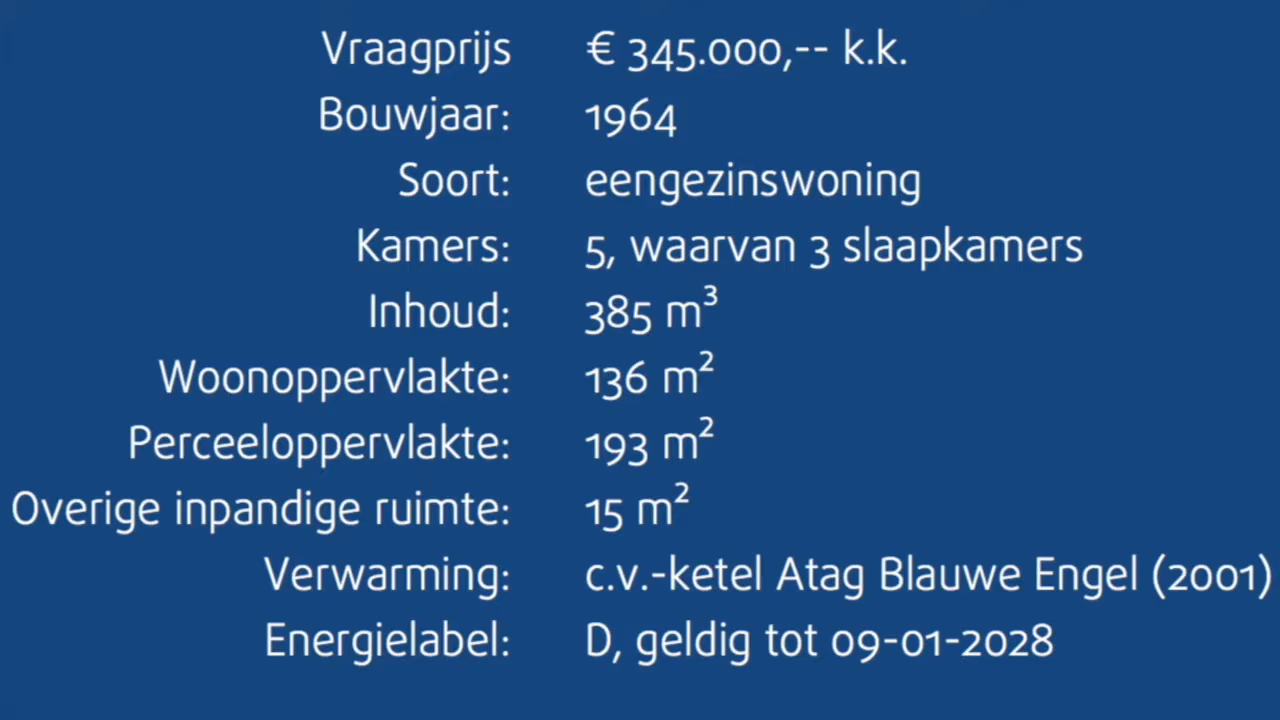 Vraagprijs € 345.000,-- k.k.
Bouwjaar: 1964
Soort: eengezinswoning
Kamers: 5, waarvan 3 slaapkamers
Inhoud: 385 m³
Woonoppervlakte: 136 m²
Perceeloppervlakte: 193 m²
Overige inpandige ruimte: 15 m²
Verwarming: c.v.-ketel Atag Blauwe Engel (2001)
Energielabel: D, geldig tot 09-01-2028